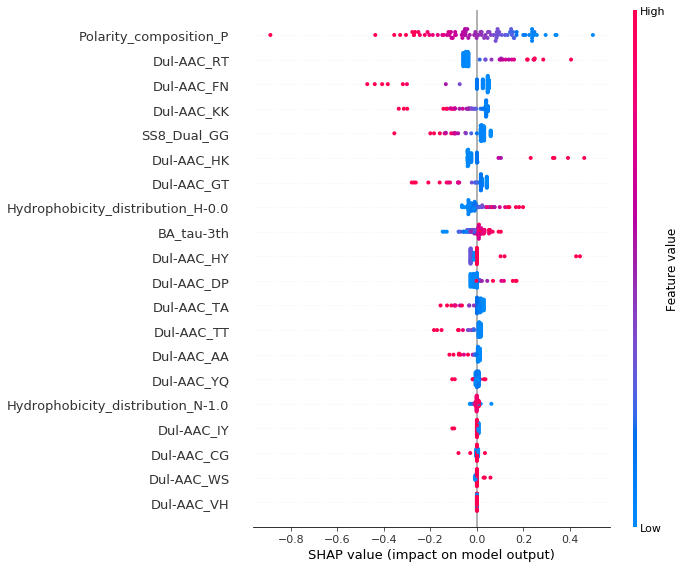 High
Polarity_composition_P
Dul-AAC_RT
Dul-AAC_FN
Dul-AAC_KK
SS8_Dual_GG
Dul-AAC_HK
Dul-AAC_GT
Hydrophobicity_distribution_H-0.0
BA_tau-3th
Dul-AAC_HY
Dul-AAC_DP
Dul-AAC_TA
Dul-AAC_TT
Dul-AAC_AA
Dul-AAC_YQ
Hydrophobicity_distribution_N-1.0
Dul-AAC_IY
Dul-AAC_CG
Dul-AAC_WS
Dul-AAC_VH
Feature value
Low
−0.8 −0.6 −0.4 −0.2 0.0 0.2 0.4
SHAP value (impact on model output)